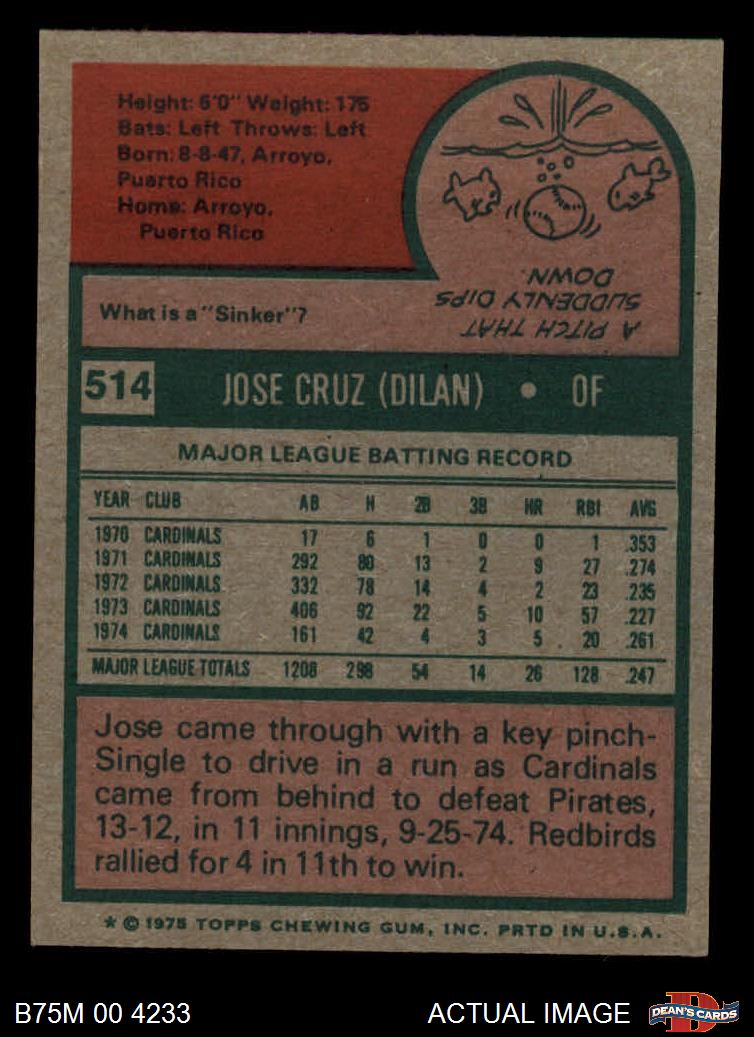 Height: 6'0" Weight: 175
Bats: Left Throws: Left
Born: 8-8-47, Arroyo,
Puerto Rico
Home: Arroyo,
Puerto Rico
What is a "Sinker"?
A PITCH THAT
SUDDENLY DIPS
DOWN.
514 JOSE CRUZ (DILAN) • OF
MAJOR LEAGUE BATTING RECORD
YEAR CLUB AB H 2B 3B HR RBI AVG
1970 CARDINALS 17 6 1 0 0 1 .353
1971 CARDINALS 292 80 13 2 9 27 .274
1972 CARDINALS 332 78 14 4 2 23 .235
1973 CARDINALS 406 92 22 5 10 57 .227
1974 CARDINALS 161 42 4 3 5 20 .261
MAJOR LEAGUE TOTALS 1208 298 54 14 26 128 .247
Jose came through with a key pinch-
Single to drive in a run as Cardinals
came from behind to defeat Pirates,
13-12, in 11 innings, 9-25-74. Redbirds
rallied for 4 in 11th to win.
* © 1975 TOPPS CHEWING GUM, INC. PRTD IN U.S.A.
B75M 00 4233 ACTUAL IMAGE
D
DEAN'S CARDS